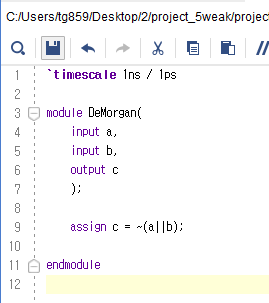 C:/Users/tg859/Desktop/2/project_5weak/project
1 `timescale 1ns / 1ps
2
3 module DeMorgan(
4 input a,
5 input b,
6 output c
7 );
8
9 assign c = ~(a||b);
10
11 endmodule
12